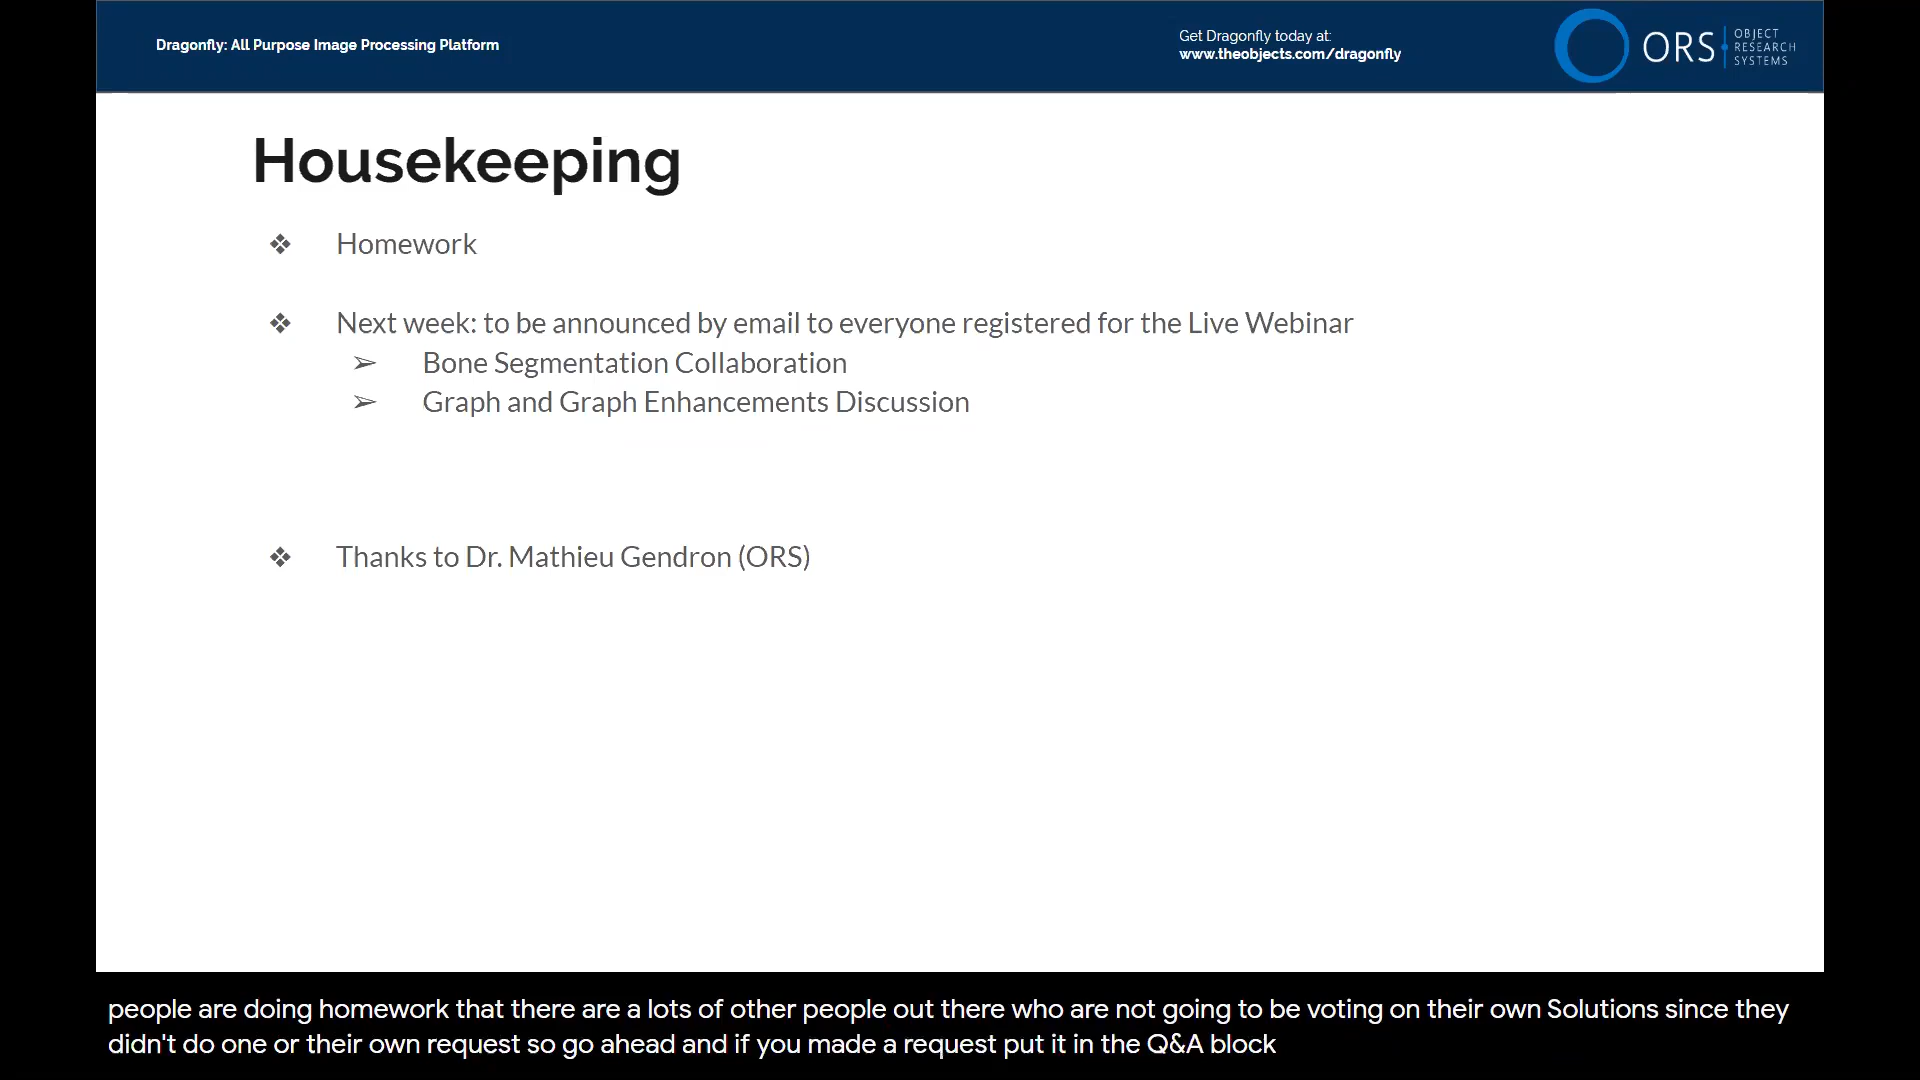 Dragonfly: All Purpose Image Processing Platform
Get Dragonfly today at:
www.theobjects.com/dragonfly
ORS
OBJECT
RESEARCH
SYSTEMS
Housekeeping
❖ Homework
❖ Next week: to be announced by email to everyone registered for the Live Webinar
➢ Bone Segmentation Collaboration
➢ Graph and Graph Enhancements Discussion
❖ Thanks to Dr. Mathieu Gendron (ORS)
people are doing homework that there are a lots of other people out there who are not going to be voting on their own Solutions since they
didn't do one or their own request so go ahead and if you made a request put it in the Q&A block